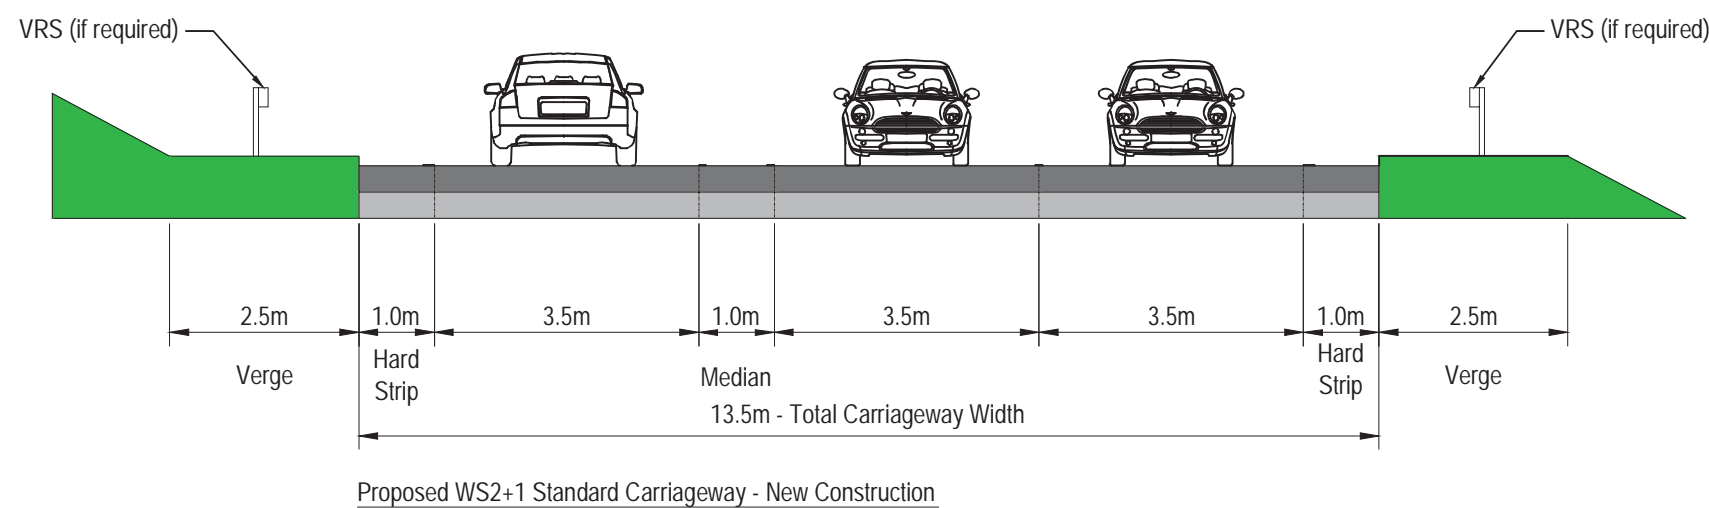 VRS (if required)
VRS (if required)
2.5m
1.0m
3.5m
1.0m
3.5m
3.5m
1.0m
2.5m
Verge
Hard
Strip
Median
Hard
Strip
Verge
13.5m - Total Carriageway Width
Proposed WS2+1 Standard Carriageway - New Construction